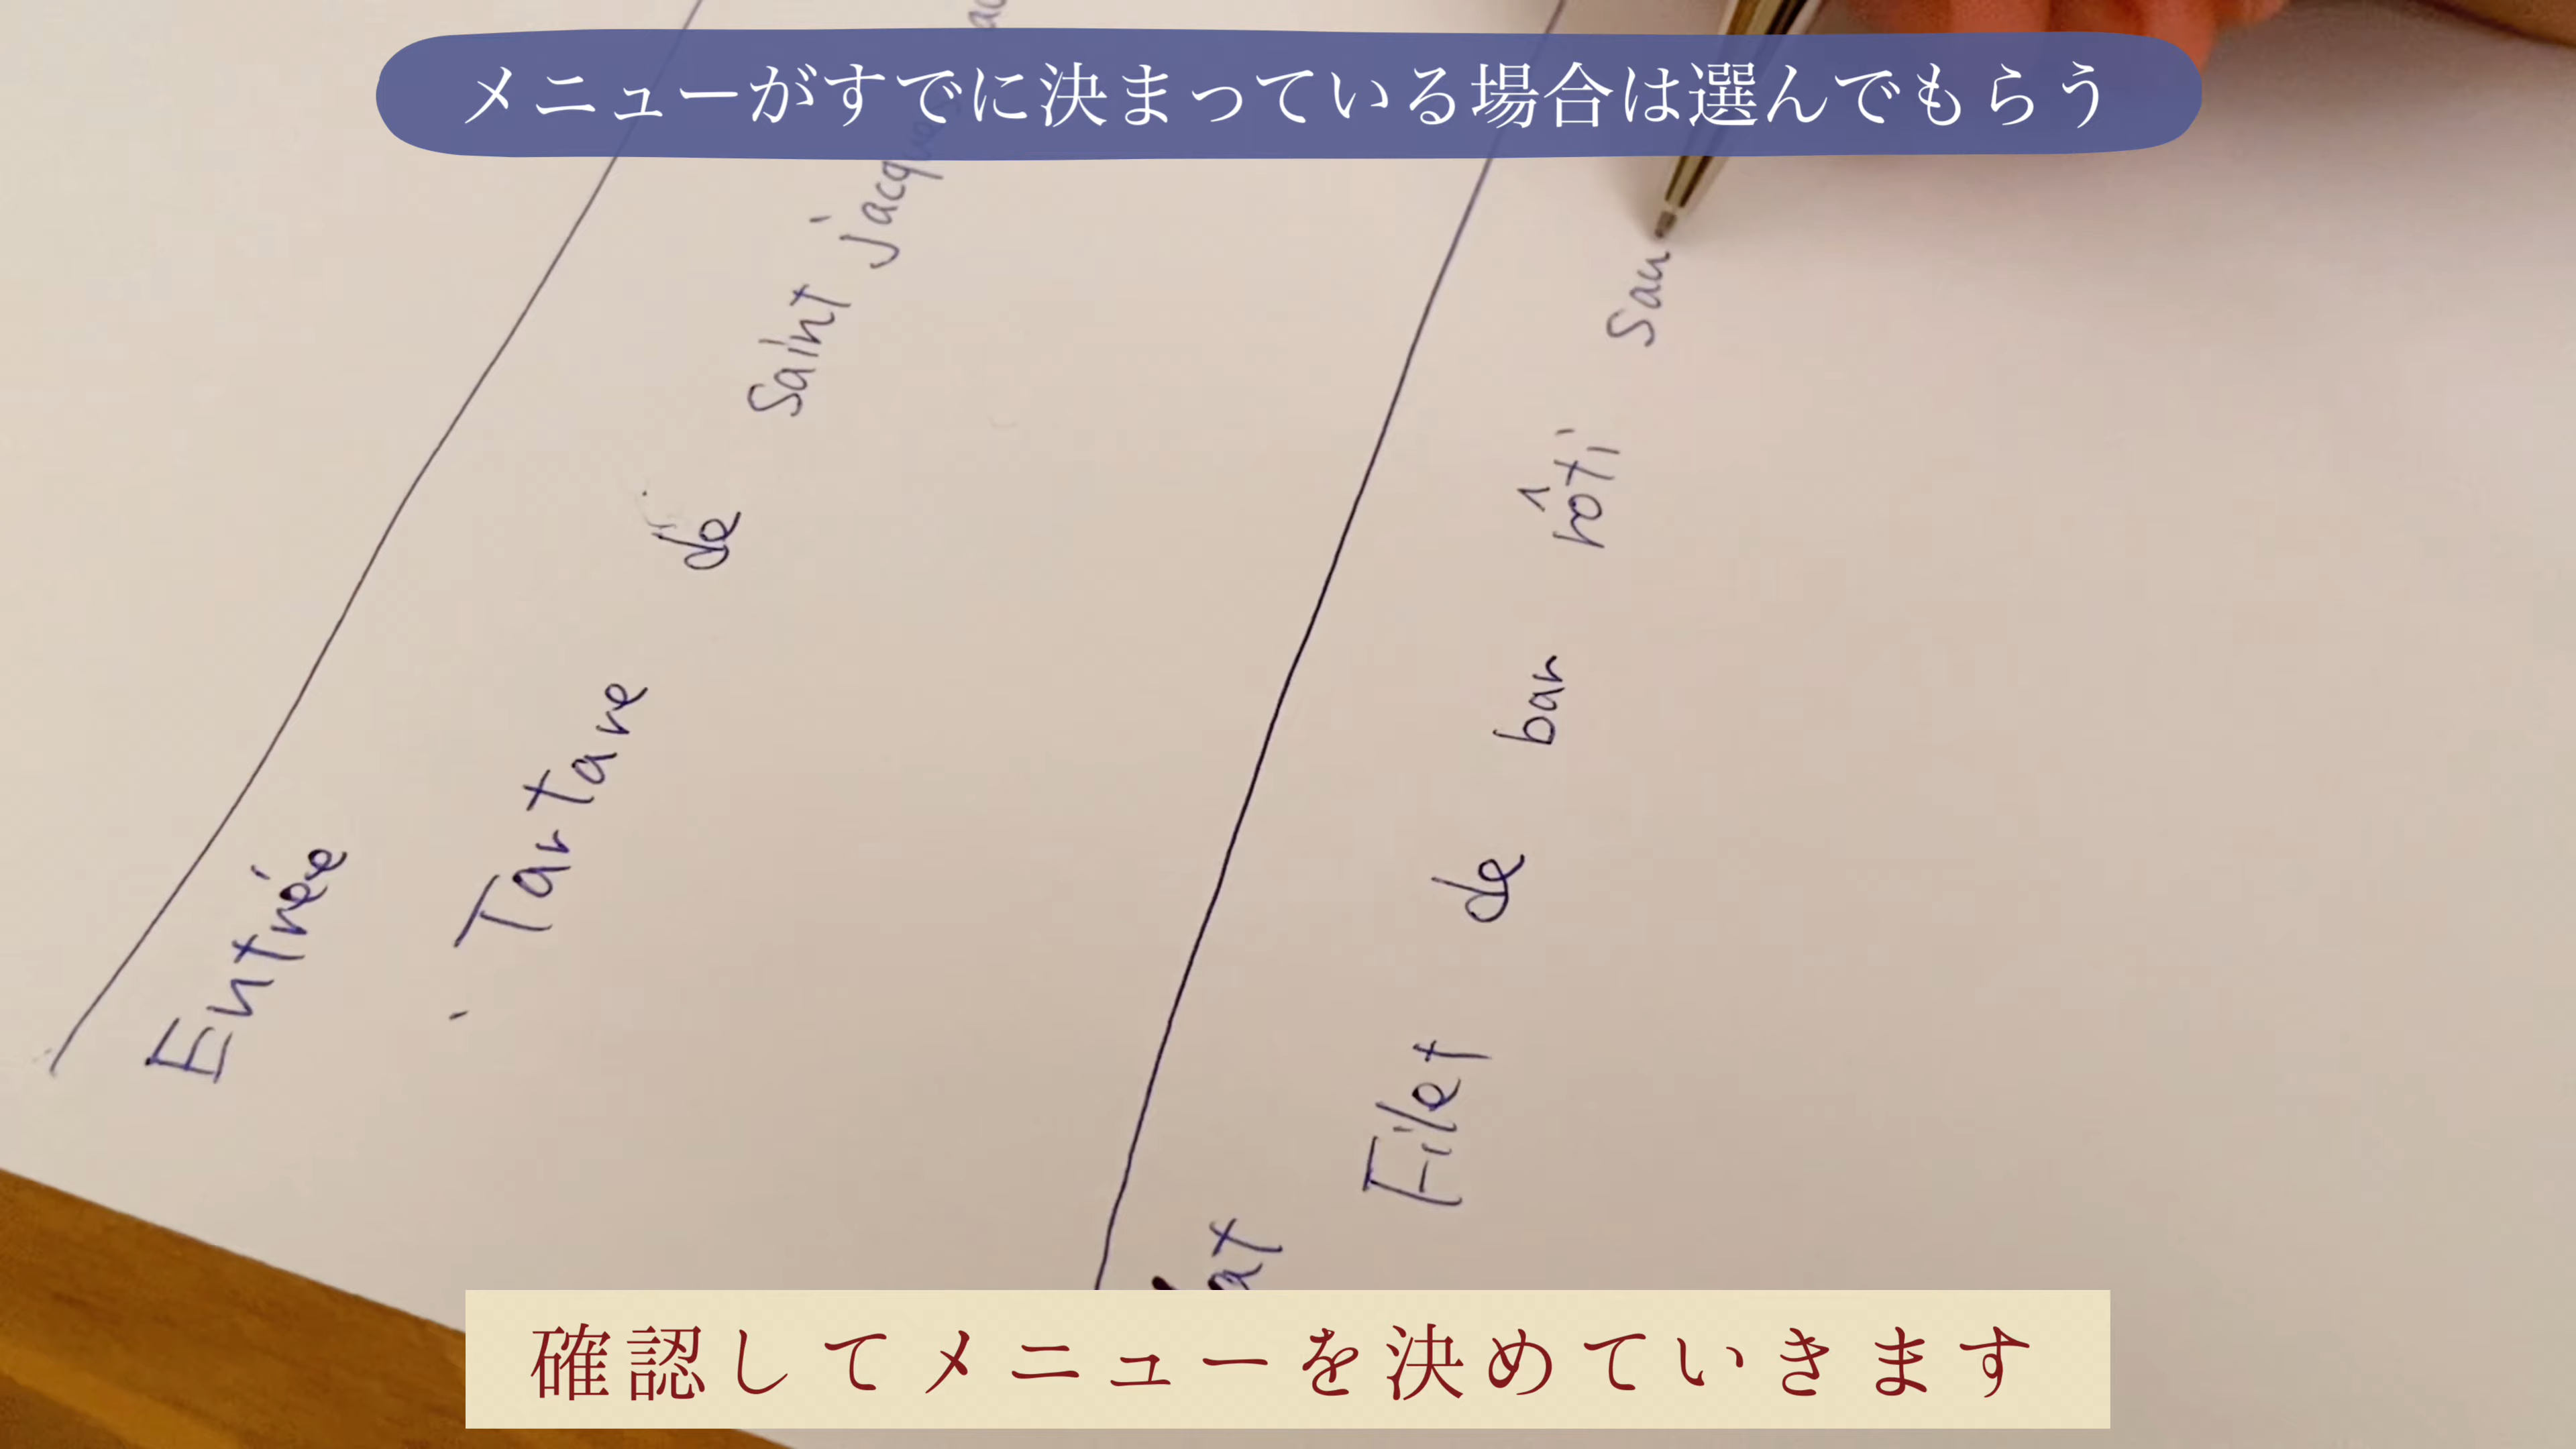 メニューがすでに決まっている場合は選んでもらう
Entrée
Tartare de Saint jacques
Filet de bar rôti Sau
確認してメニューを決めていきます